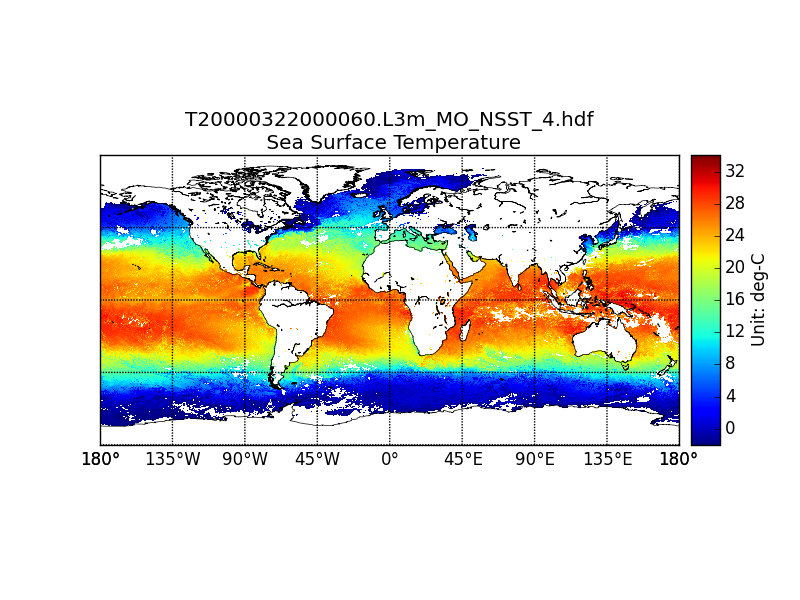 T20000322000060.L3m_MO_NSST_4.hdf
Sea Surface Temperature
32
28
24
20
16
12
8
4
0
Unit: deg-C
180° 135°W 90°W 45°W 0° 45°E 90°E 135°E 180°